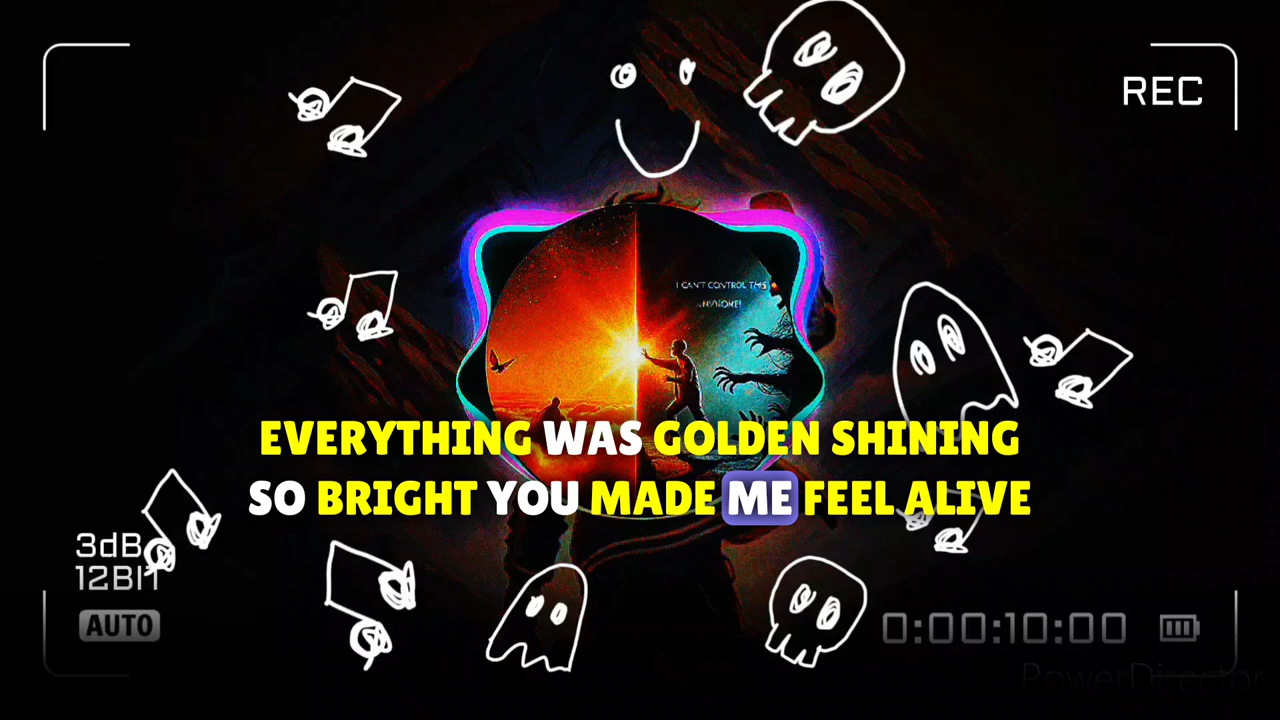 REC
I CAN'T CONTROL THIS
ANYMORE!
EVERYTHING WAS GOLDEN SHINING
SO BRIGHT YOU MADE ME FEEL ALIVE
3dB
12BIT
AUTO
0:00:10:00
PowerDirector